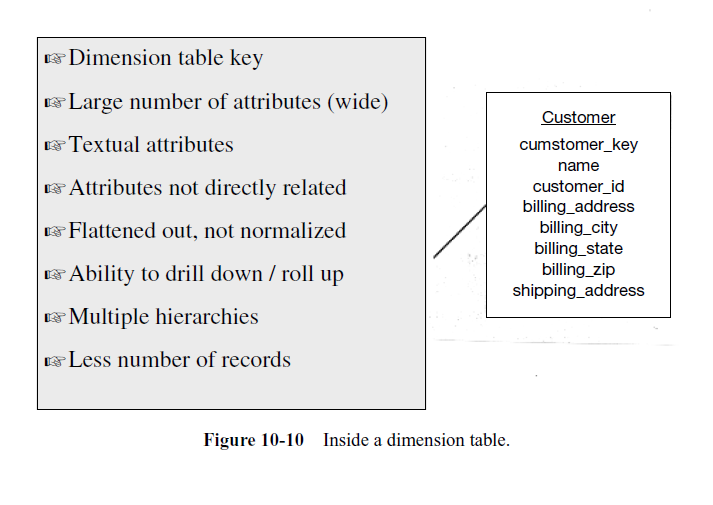 ☞ Dimension table key
☞ Large number of attributes (wide)
☞ Textual attributes
☞ Attributes not directly related
☞ Flattened out, not normalized
☞ Ability to drill down / roll up
☞ Multiple hierarchies
☞ Less number of records
Customer
cumstomer_key
name
customer_id
billing_address
billing_city
billing_state
billing_zip
shipping_address
Figure 10-10 Inside a dimension table.